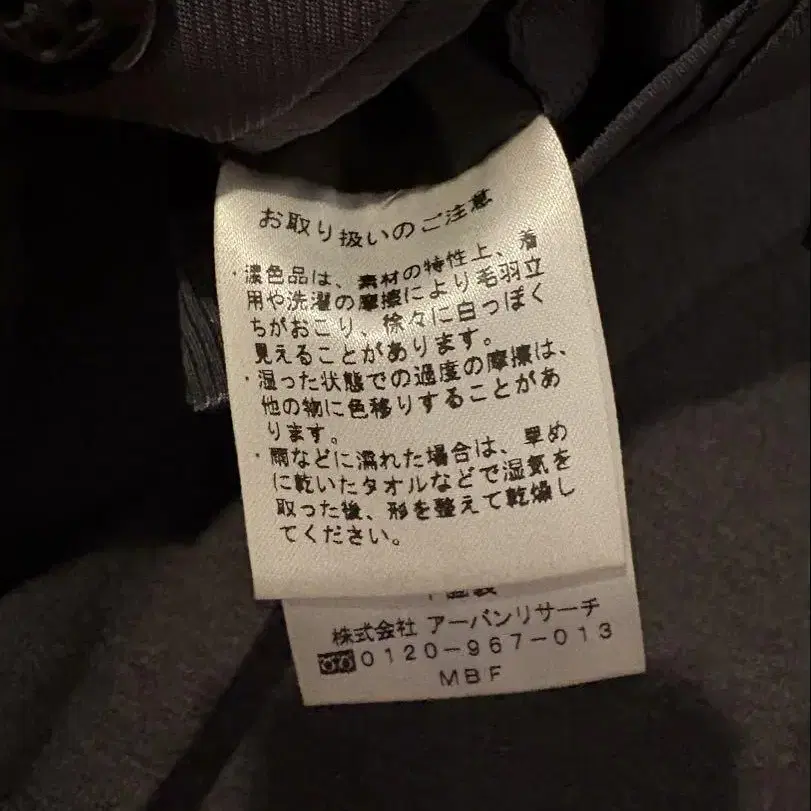 お取り扱いのご注意
・濃色品は、素材の特性上、着
用や洗濯の摩擦により毛羽立
ちがおこり、徐々に白っぽく
見えることがあります。
・湿った状態での過度の摩擦は、
他の物に色移りすることがあ
ります。
・雨などに濡れた場合は、早め
に乾いたタオルなどで湿気を
取った後、形を整えて乾燥し
てください。
株式会社 アーバンリサーチ
0120-967-013
MBF